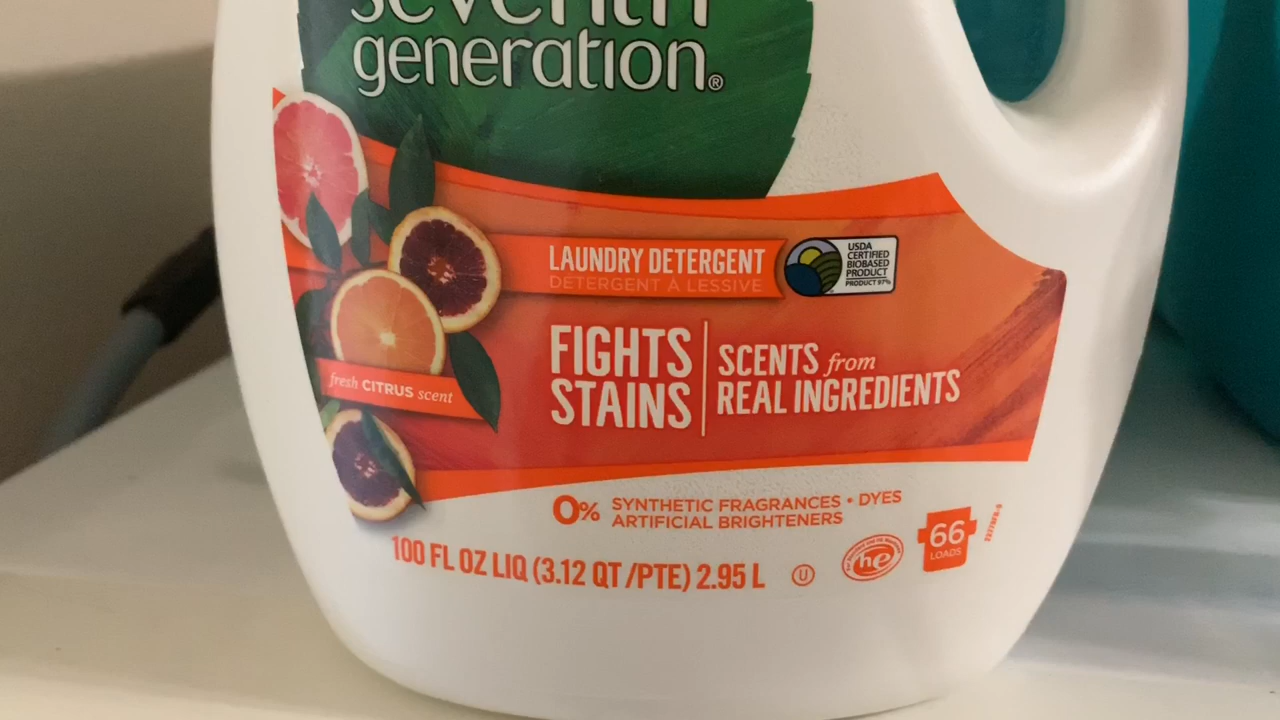 seventh
generation®
LAUNDRY DETERGENT
DETERGENT À LESSIVE
USDA
CERTIFIED
BIOBASED
PRODUCT
PRODUCT 97%
FIGHTS
STAINS
SCENTS from
REAL INGREDIENTS
fresh CITRUS scent
0% SYNTHETIC FRAGRANCES • DYES
ARTIFICIAL BRIGHTENERS
100 FL OZ LIQ (3.12 QT/PTE) 2.95 L
U
he
66
LOADS